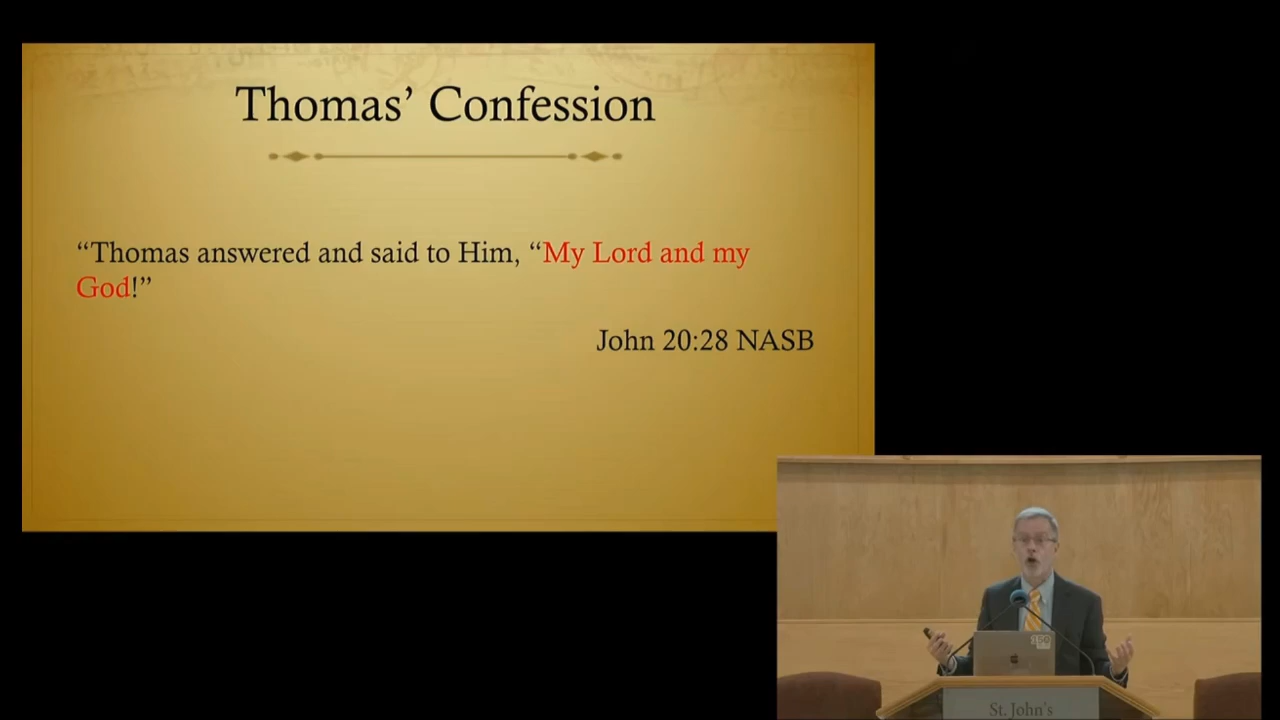 Thomas’ Confession
“Thomas answered and said to Him, “My Lord and my
God!”
John 20:28 NASB
150
St. John's